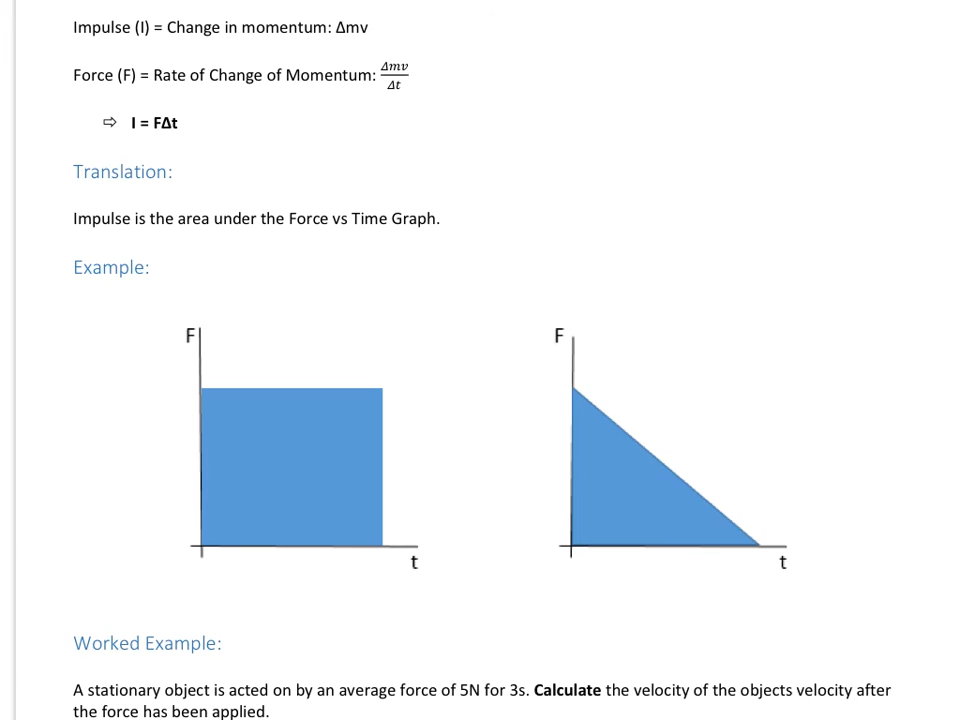 Impulse (I) = Change in momentum: Δmv
Force (F) = Rate of Change of Momentum: Δmv/Δt
⇨ I = FΔt
Translation:
Impulse is the area under the Force vs Time Graph.
Example:
F
t
F
t
Worked Example:
A stationary object is acted on by an average force of 5N for 3s. Calculate the velocity of the objects velocity after
the force has been applied.